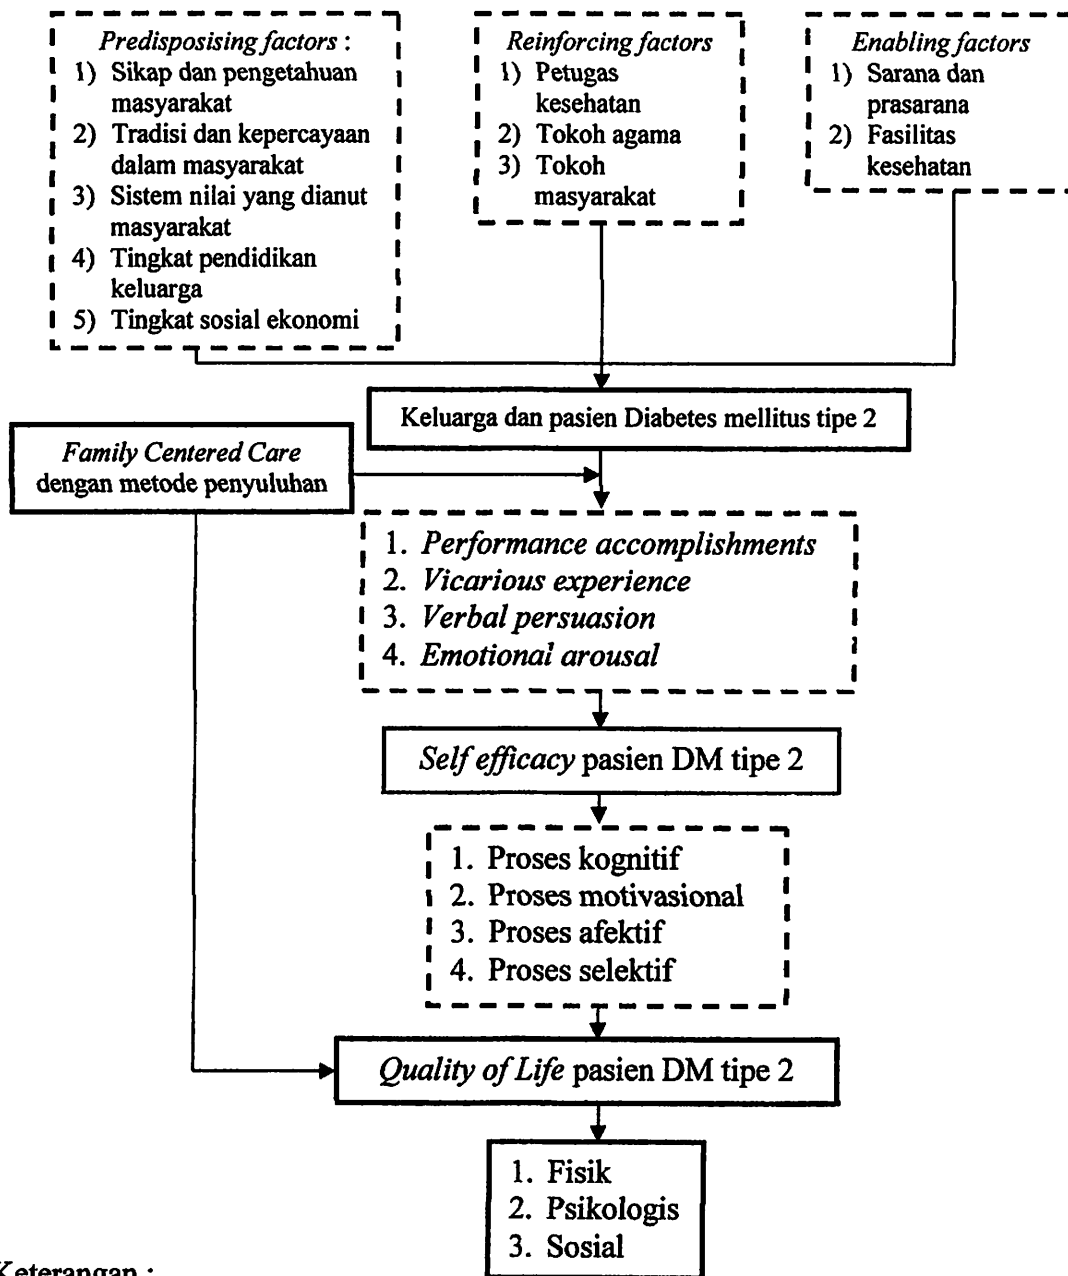 Predisposising factors :
1) Sikap dan pengetahuan
masyarakat
2) Tradisi dan kepercayaan
dalam masyarakat
3) Sistem nilai yang dianut
masyarakat
4) Tingkat pendidikan
keluarga
5) Tingkat sosial ekonomi
Reinforcing factors
1) Petugas
kesehatan
2) Tokoh agama
3) Tokoh
masyarakat
Enabling factors
1) Sarana dan
prasarana
2) Fasilitas
kesehatan
Keluarga dan pasien Diabetes mellitus tipe 2
Family Centered Care
dengan metode penyuluhan
1. Performance accomplishments
2. Vicarious experience
3. Verbal persuasion
4. Emotional arousal
Self efficacy pasien DM tipe 2
1. Proses kognitif
2. Proses motivasional
3. Proses afektif
4. Proses selektif
Quality of Life pasien DM tipe 2
1. Fisik
2. Psikologis
3. Sosial
Keterangan :